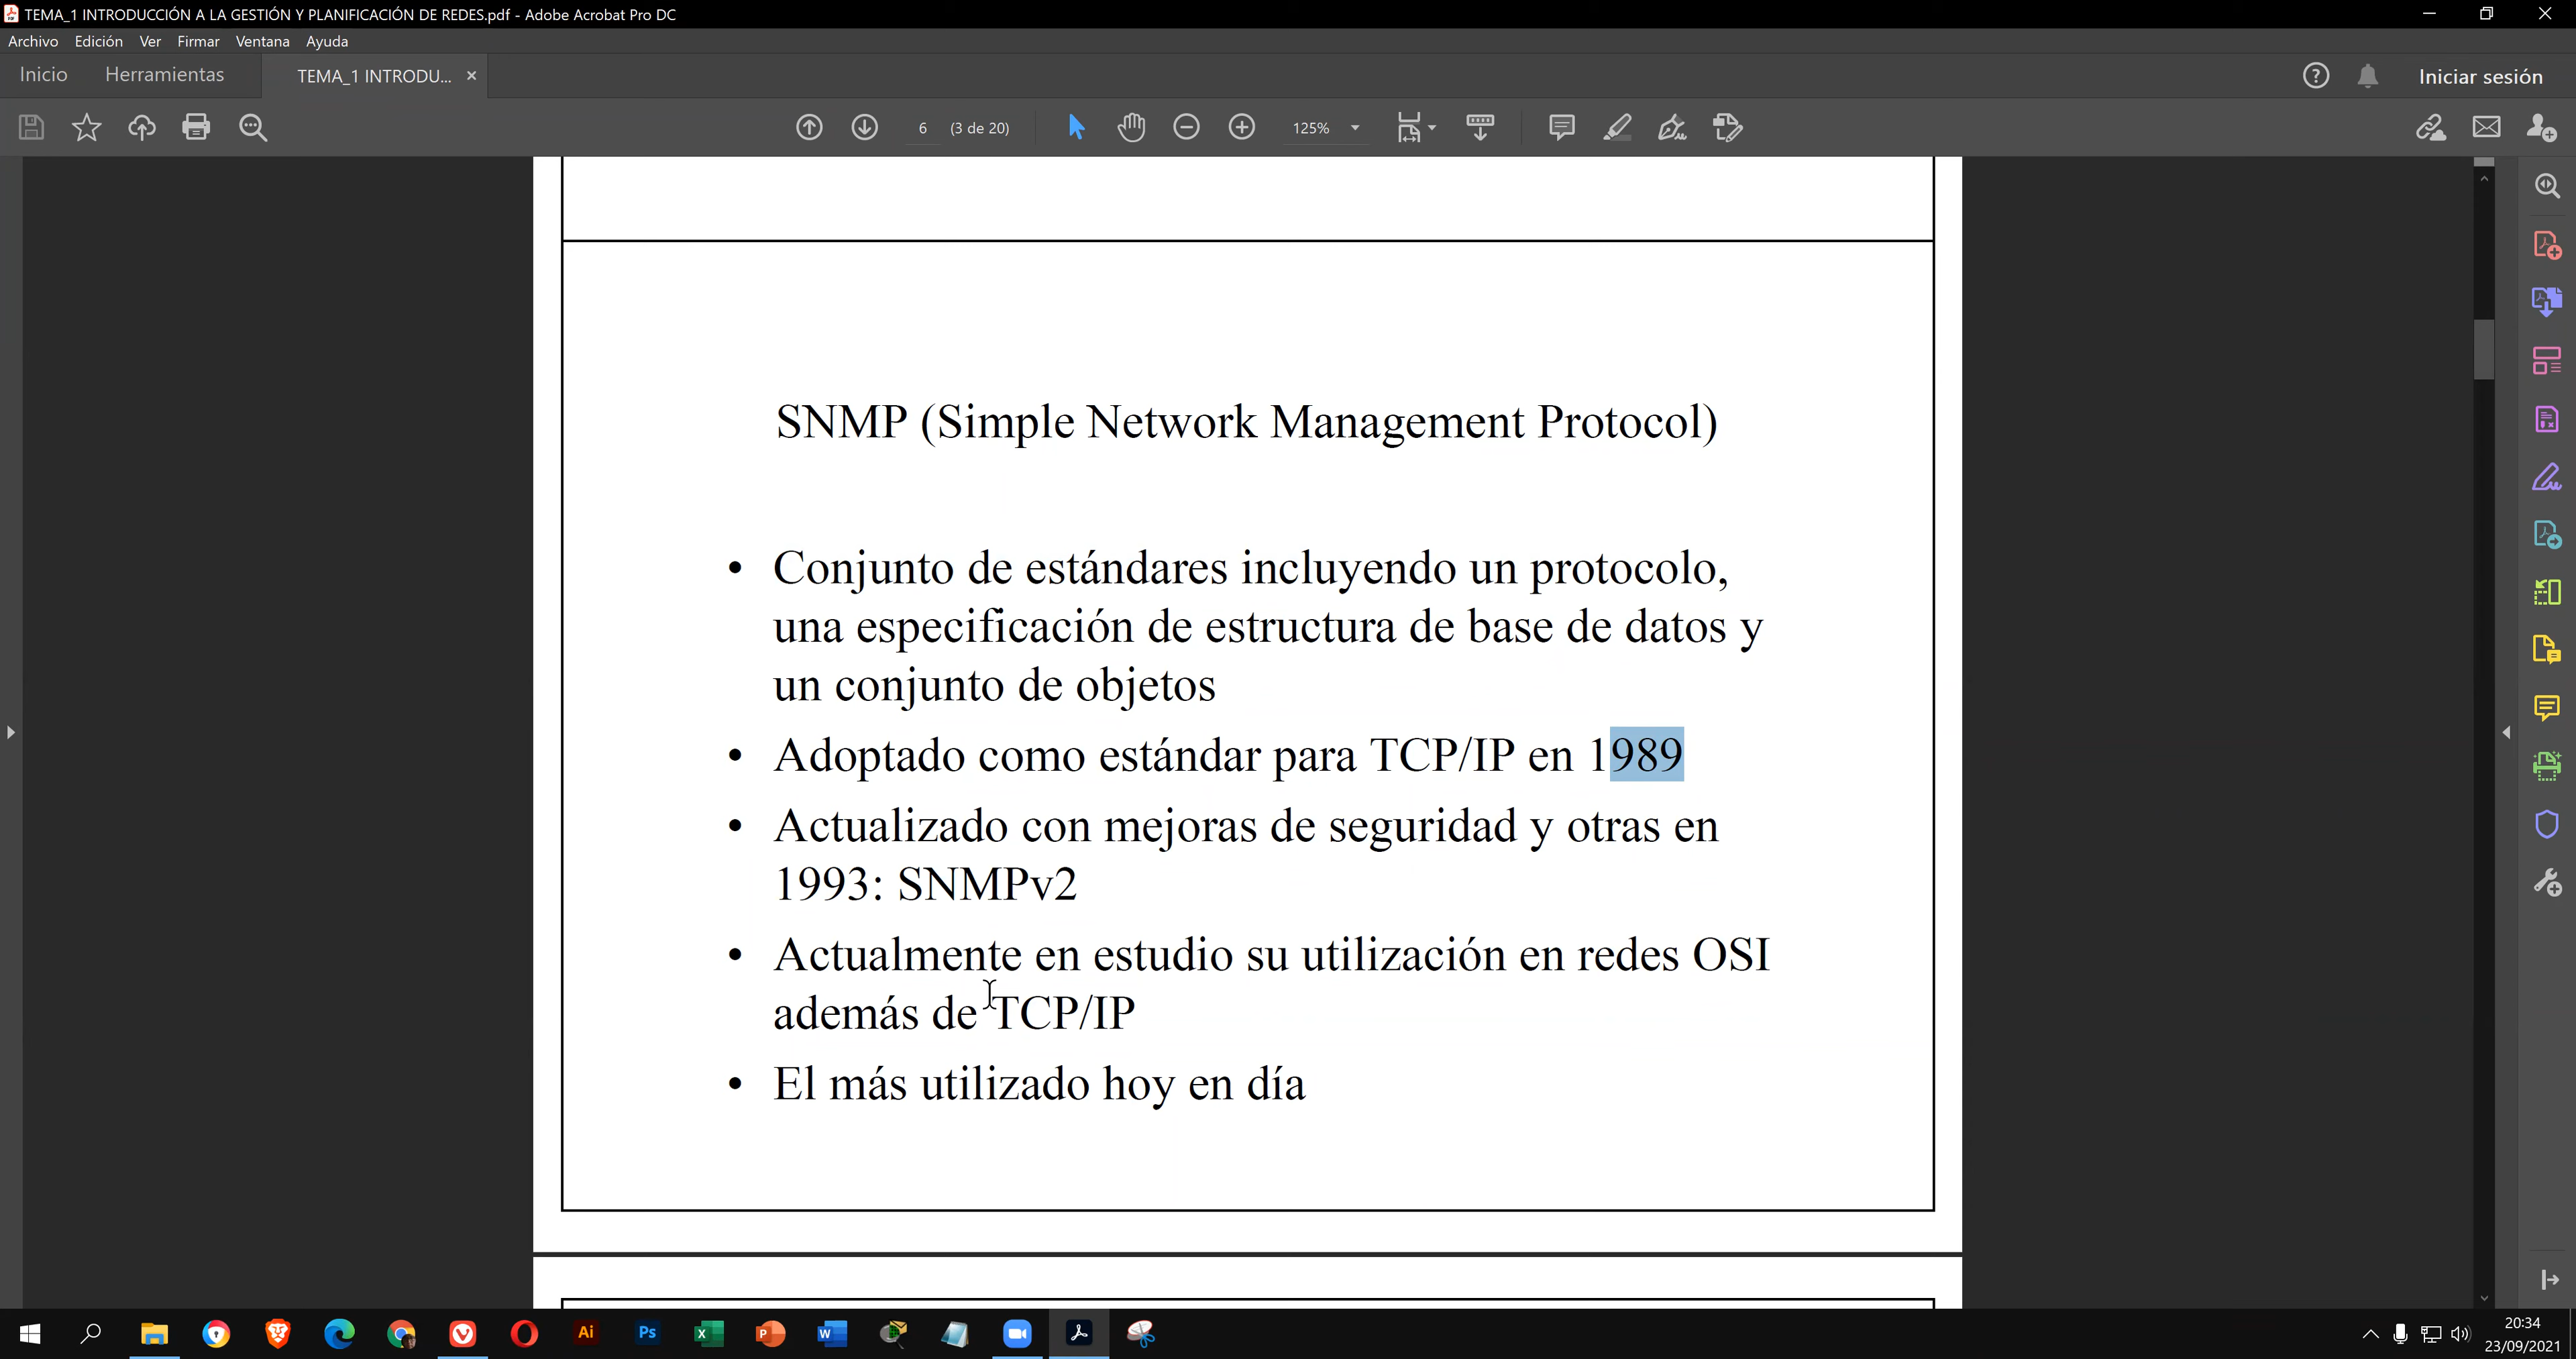 TEMA_1 INTRODUCCIÓN A LA GESTIÓN Y PLANIFICACIÓN DE REDES.pdf - Adobe Acrobat Pro DC
Archivo Edición Ver Firmar Ventana Ayuda
Inicio Herramientas TEMA_1 INTRODU... Iniciar sesión
6 (3 de 20) 125%
SNMP (Simple Network Management Protocol)
• Conjunto de estándares incluyendo un protocolo,
una especificación de estructura de base de datos y
un conjunto de objetos
• Adoptado como estándar para TCP/IP en 1989
• Actualizado con mejoras de seguridad y otras en
1993: SNMPv2
• Actualmente en estudio su utilización en redes OSI
además de TCP/IP
• El más utilizado hoy en día
Ai Ps
20:34
23/09/2021